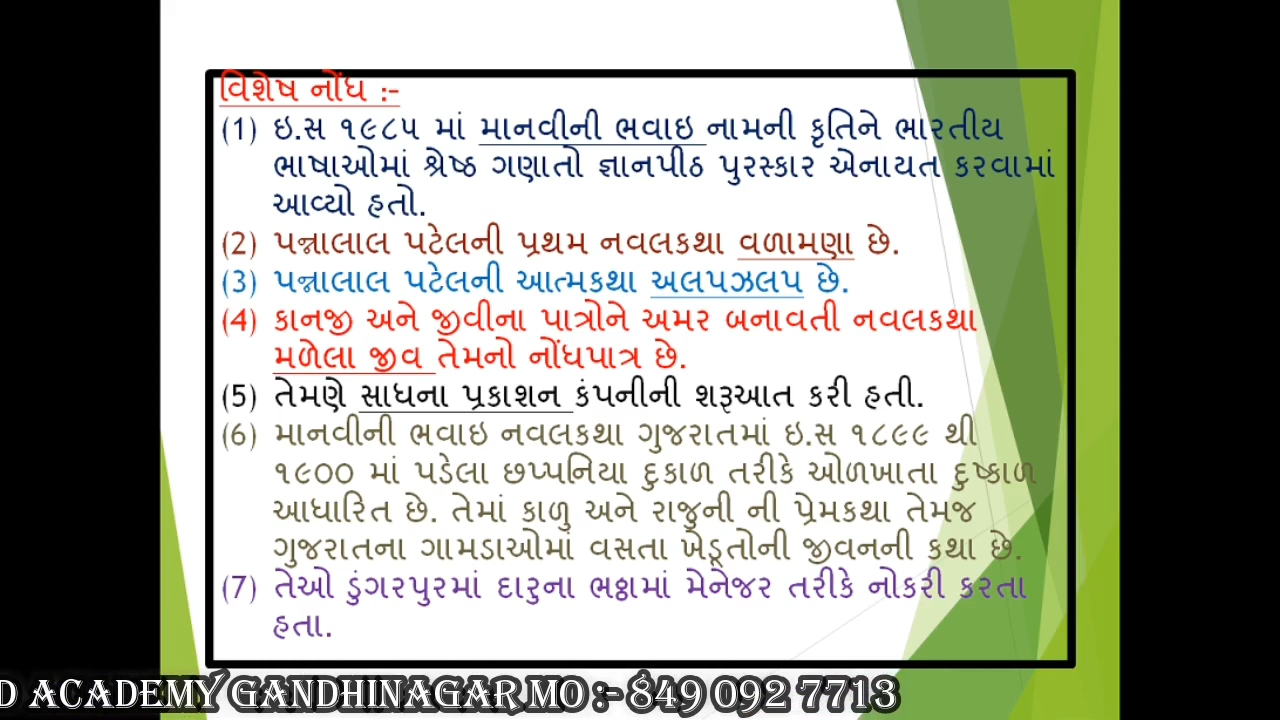 વિશેષ નોંધ :-
(1) ઇ.સ ૧૯૮૫ માં માનવીની ભવાઇ નામની કૃતિને ભારતીય
ભાષાઓમાં શ્રેષ્ઠ ગણાતો જ્ઞાનપીઠ પુરસ્કાર એનાયત કરવામાં
આવ્યો હતો.
(2) પન્નાલાલ પટેલની પ્રથમ નવલકથા વળામણા છે.
(3) પન્નાલાલ પટેલની આત્મકથા અલપઝલપ છે.
(4) કાનજી અને જીવીના પાત્રોને અમર બનાવતી નવલકથા
મળેલા જીવ તેમનો નોંધપાત્ર છે.
(5) તેમણે સાધના પ્રકાશન કંપનીની શરૂઆત કરી હતી.
(6) માનવીની ભવાઇ નવલકથા ગુજરાતમાં ઇ.સ ૧૮૯૯ થી
૧૯૦૦ માં પડેલા છપ્પનિયા દુકાળ તરીકે ઓળખાતા દુષ્કાળ
આધારિત છે. તેમાં કાળુ અને રાજુની ની પ્રેમકથા તેમજ
ગુજરાતના ગામડાઓમાં વસતા ખેડૂતોની જીવનની કથા છે.
(7) તેઓ ડુંગરપુરમાં દારુના ભઠ્ઠામાં મેનેજર તરીકે નોકરી કરતા
હતા.
D ACADEMY GANDHINAGAR MO :- 849 092 7713